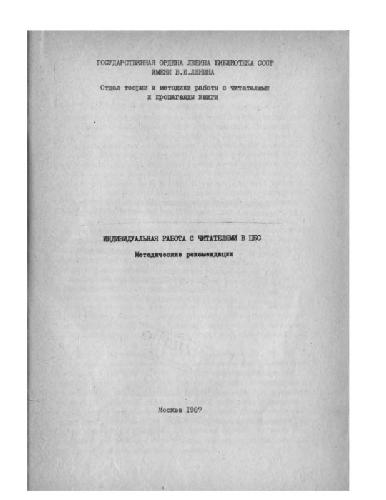 ГОСУДАРСТВЕННАЯ ОРДЕНА ЛЕНИНА БИБЛИОТЕКА СССР
ИМЕНИ В.И.ЛЕНИНА
Отдел теории и методики работы с читателями
и пропаганды книги
ИНДИВИДУАЛЬНАЯ РАБОТА С ЧИТАТЕЛЯМИ В ЦБС
Методические рекомендации
Москва 1987